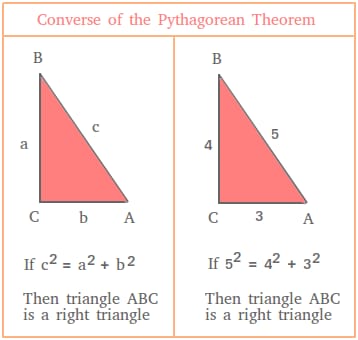 Converse of the Pythagorean Theorem
B
a
c
C
b
A
If c² = a² + b²
Then triangle ABC
is a right triangle
B
4
5
C
3
A
If 5² = 4² + 3²
Then triangle ABC
is a right triangle